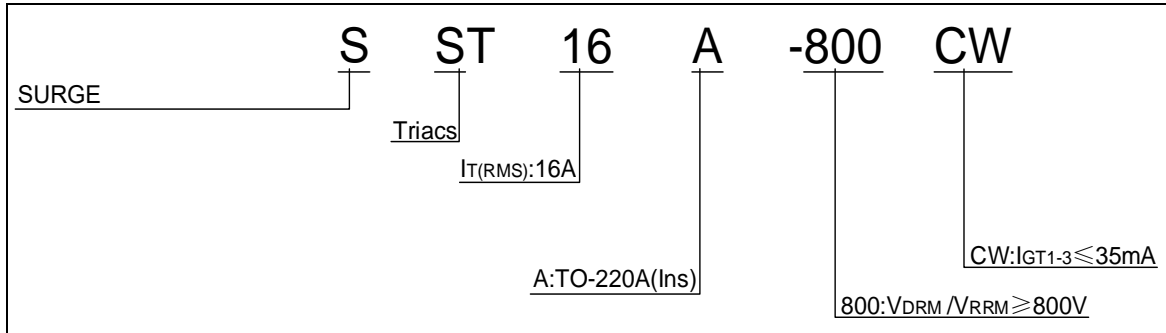 S ST 16 A -800 CW
SURGE
Triacs
IT(RMS):16A
CW:IGT1-3≤35mA
A:TO-220A(Ins)
800:VDRM /VRRM≥800V